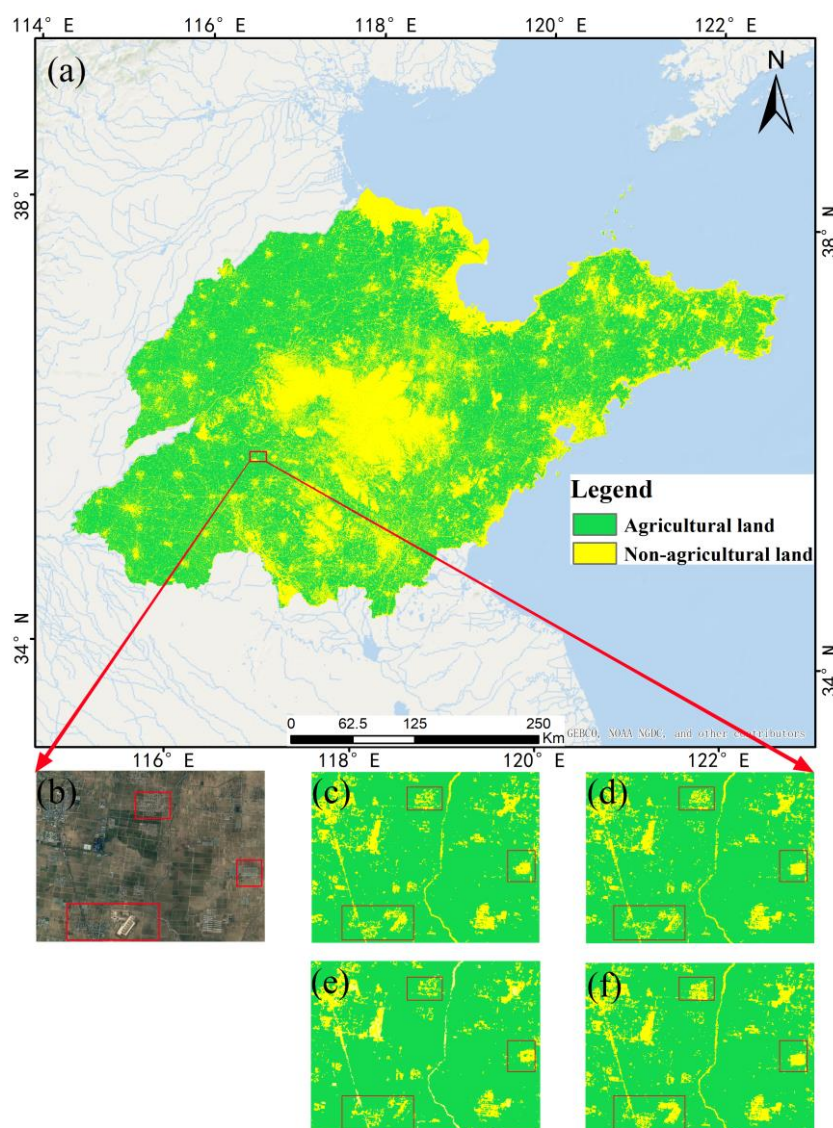 114° E 116° E 118° E 120° E 122° E
(a)
N
38° N
38° N
Legend
Agricultural land
Non-agricultural land
34° N
34° N
0 62.5 125 250
Km
GEBCO, NOAA NGDC, and other contributors
116° E 118° E 120° E 122° E
(b) (c) (d)
(e) (f)